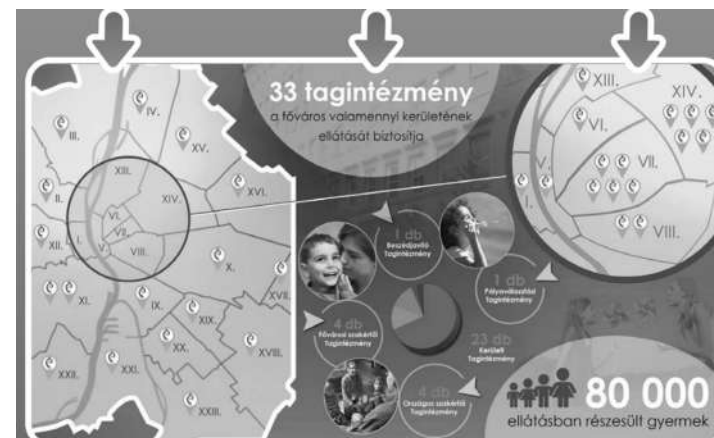 33 tagintézmény
a főváros valamennyi kerületének
ellátását biztosítja
III.
IV.
XV.
XIII.
II.
XIV.
XVI.
VI.
VII.
XII.
I.
V.
VIII.
X.
XI.
IX.
XVII.
XIX.
XX.
XVIII.
XXII.
XXI.
XXIII.
XIII.
XIV.
VI.
V.
VII.
I.
VIII.
1 db
Beszédjavító
Tagintézmény
1 db
Pályaválasztási
Tagintézmény
4 db
Fővárosi szakértői
Tagintézmény
23 db
Kerületi
Tagintézmény
db
Országos szakértői
Tagintézmény
80 000
ellátásban részesült gyermek